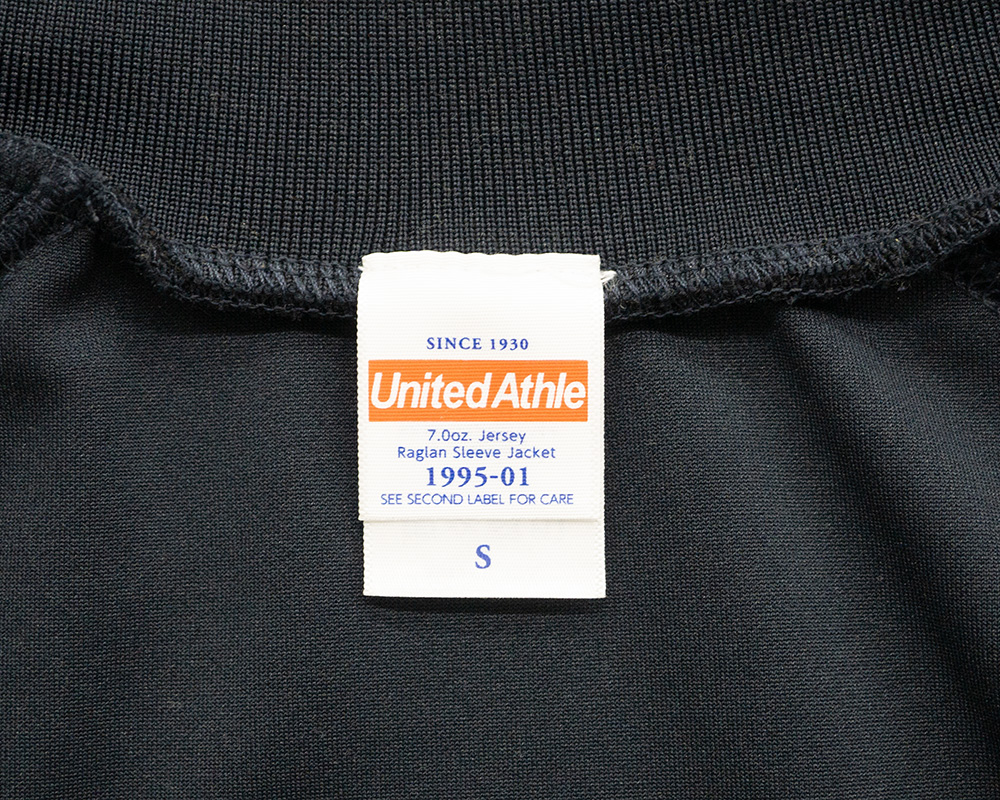 SINCE 1930
United Athle
7.0oz. Jersey
Raglan Sleeve Jacket
1995-01
SEE SECOND LABEL FOR CARE
S